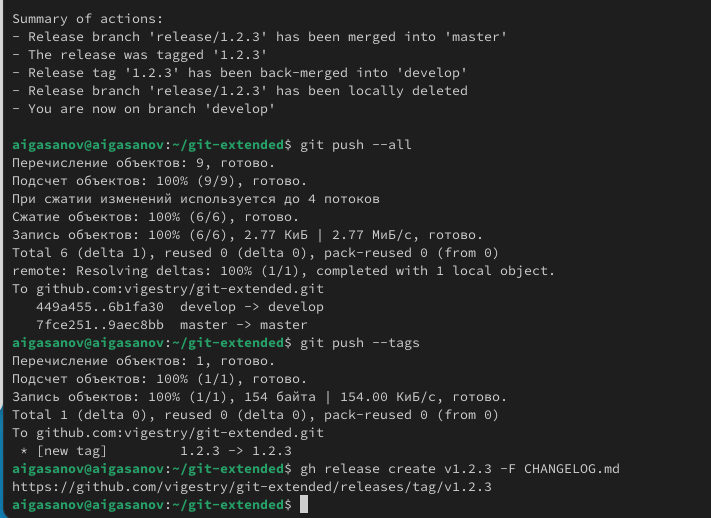 Summary of actions:
- Release branch 'release/1.2.3' has been merged into 'master'
- The release was tagged '1.2.3'
- Release tag '1.2.3' has been back-merged into 'develop'
- Release branch 'release/1.2.3' has been locally deleted
- You are now on branch 'develop'
aigasanov@aigasanov:~/git-extended$ git push --all
Перечисление объектов: 9, готово.
Подсчет объектов: 100% (9/9), готово.
При сжатии изменений используется до 4 потоков
Сжатие объектов: 100% (6/6), готово.
Запись объектов: 100% (6/6), 2.77 КиБ | 2.77 МиБ/с, готово.
Total 6 (delta 1), reused 0 (delta 0), pack-reused 0 (from 0)
remote: Resolving deltas: 100% (1/1), completed with 1 local object.
To github.com:vigestry/git-extended.git
   449a455..6b1fa30  develop -> develop
   7fce251..9aec8bb  master -> master
aigasanov@aigasanov:~/git-extended$ git push --tags
Перечисление объектов: 1, готово.
Подсчет объектов: 100% (1/1), готово.
Запись объектов: 100% (1/1), 154 байта | 154.00 КиБ/с, готово.
Total 1 (delta 0), reused 0 (delta 0), pack-reused 0 (from 0)
To github.com:vigestry/git-extended.git
 * [new tag]         1.2.3 -> 1.2.3
aigasanov@aigasanov:~/git-extended$ gh release create v1.2.3 -F CHANGELOG.md
https://github.com/vigestry/git-extended/releases/tag/v1.2.3
aigasanov@aigasanov:~/git-extended$